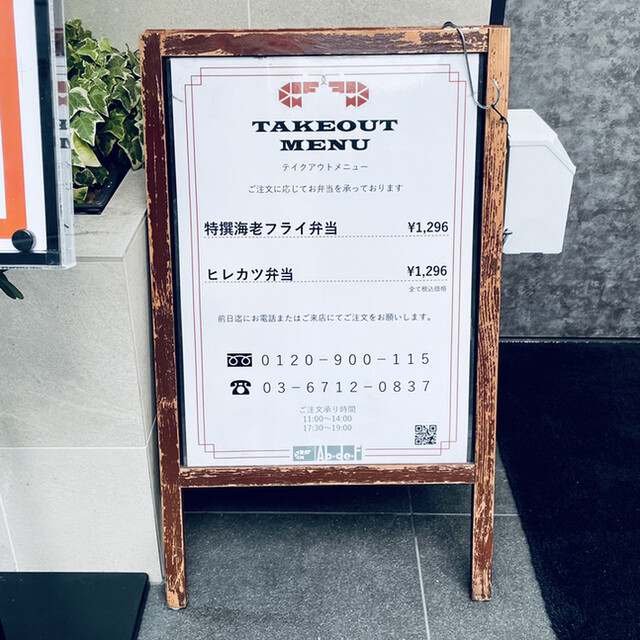 TAKEOUT
MENU
テイクアウトメニュー
ご注文に応じてお弁当を承っております
特撰海老フライ弁当 ¥1,296
ヒレカツ弁当 ¥1,296
全て税込価格
前日迄にお電話またはご来店にてご注文をお願いします。
0120-900-115
03-6712-0837
ご注文承り時間
11:00〜14:00
17:30〜19:00
Ab-de-f